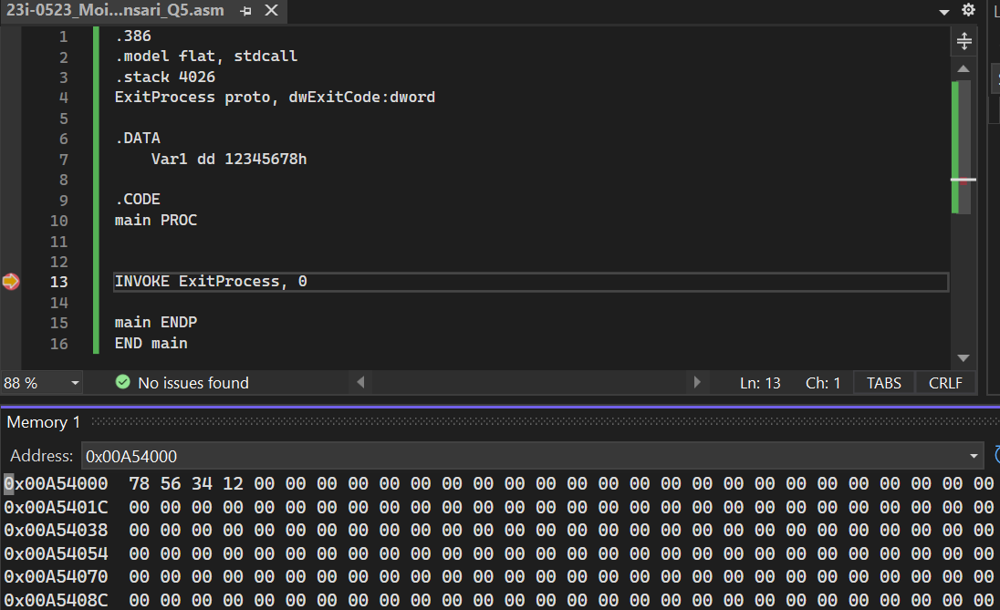 23i-0523_Moi...nsari_Q5.asm
1 .386
2 .model flat, stdcall
3 .stack 4026
4 ExitProcess proto, dwExitCode:dword
5
6 .DATA
7 Var1 dd 12345678h
8
9 .CODE
10 main PROC
11
12
13 INVOKE ExitProcess, 0
14
15 main ENDP
16 END main
88 % No issues found Ln: 13 Ch: 1 TABS CRLF
Memory 1
Address: 0x00A54000
0x00A54000 78 56 34 12 00 00 00 00 00 00 00 00 00 00 00 00 00 00 00 00 00 00 00 00 00 00 00 00
0x00A5401C 00 00 00 00 00 00 00 00 00 00 00 00 00 00 00 00 00 00 00 00 00 00 00 00 00 00 00 00
0x00A54038 00 00 00 00 00 00 00 00 00 00 00 00 00 00 00 00 00 00 00 00 00 00 00 00 00 00 00 00
0x00A54054 00 00 00 00 00 00 00 00 00 00 00 00 00 00 00 00 00 00 00 00 00 00 00 00 00 00 00 00
0x00A54070 00 00 00 00 00 00 00 00 00 00 00 00 00 00 00 00 00 00 00 00 00 00 00 00 00 00 00 00
0x00A5408C 00 00 00 00 00 00 00 00 00 00 00 00 00 00 00 00 00 00 00 00 00 00 00 00 00 00 00 00